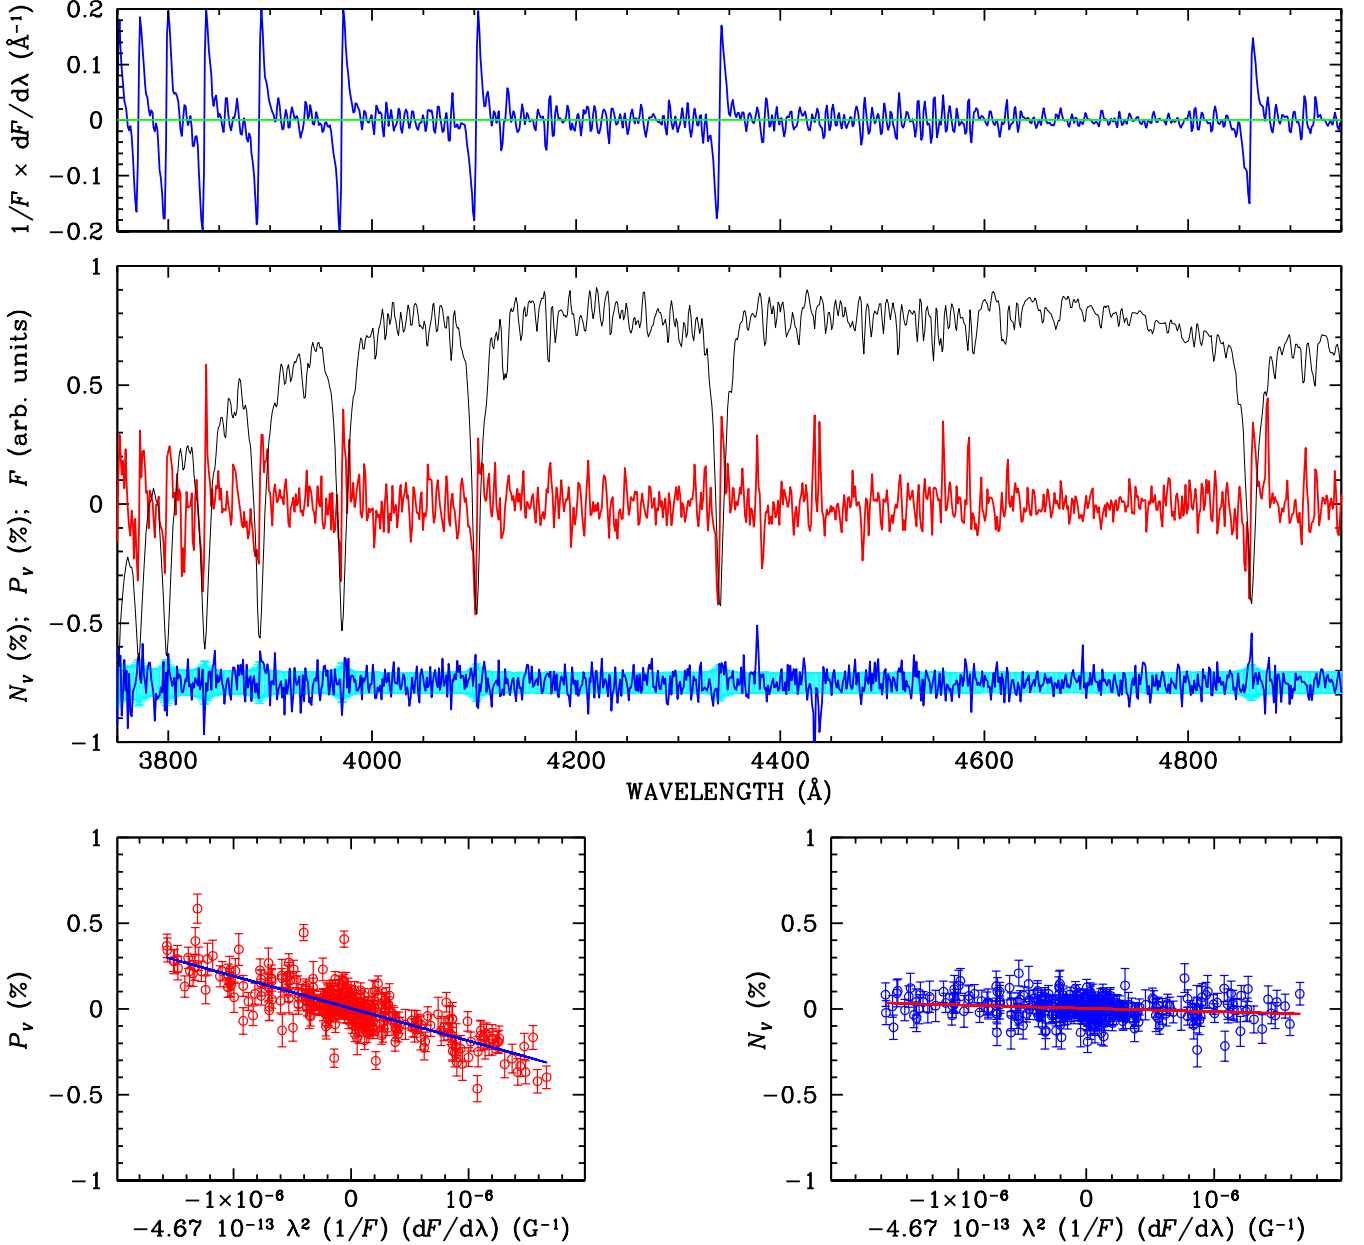 1/F × dF/dλ (Å⁻¹)
0.2
0.1
0
−0.1
−0.2
N_v (%); P_v (%); F (arb. units)
1
0.5
0
−0.5
−1
3800 4000 4200 4400 4600 4800
WAVELENGTH (Å)
P_v (%)
1
0.5
0
−0.5
−1
−1×10⁻⁶ 0 10⁻⁶
−4.67 10⁻¹³ λ² (1/F) (dF/dλ) (G⁻¹)
N_v (%)
1
0.5
0
−0.5
−1
−1×10⁻⁶ 0 10⁻⁶
−4.67 10⁻¹³ λ² (1/F) (dF/dλ) (G⁻¹)